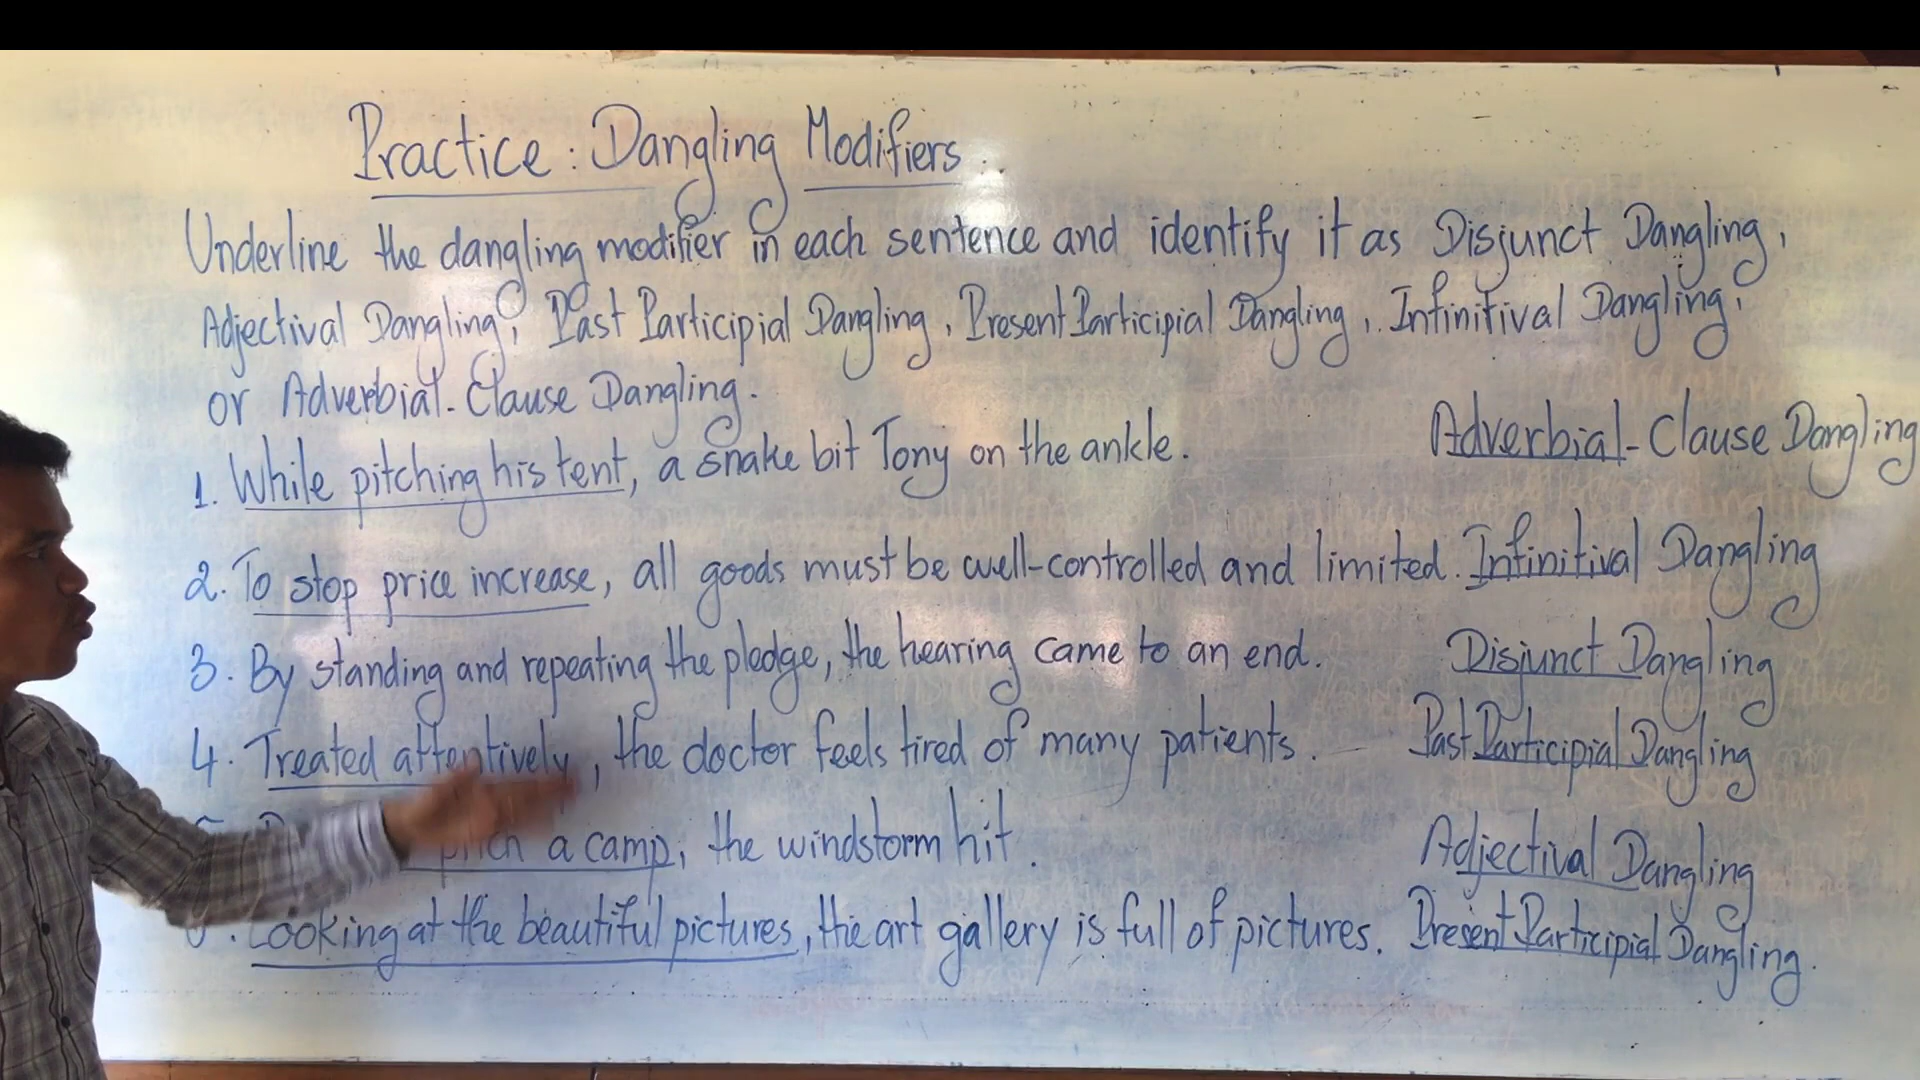 Practice: Dangling Modifiers.
Underline the dangling modifier in each sentence and identify it as Disjunct Dangling,
Adjectival Dangling, Past Participial Dangling, Present Participial Dangling, Infinitival Dangling,
or Adverbial-Clause Dangling.
1. While pitching his tent, a snake bit Tony on the ankle. Adverbial-Clause Dangling
2. To stop price increase, all goods must be well-controlled and limited. Infinitival Dangling
3. By standing and repeating the pledge, the hearing came to an end. Disjunct Dangling
4. Treated attentively, the doctor feels tired of many patients. Past Participial Dangling
pitch a camp, the windstorm hit. Adjectival Dangling
Looking at the beautiful pictures, the art gallery is full of pictures. Present Participial Dangling.